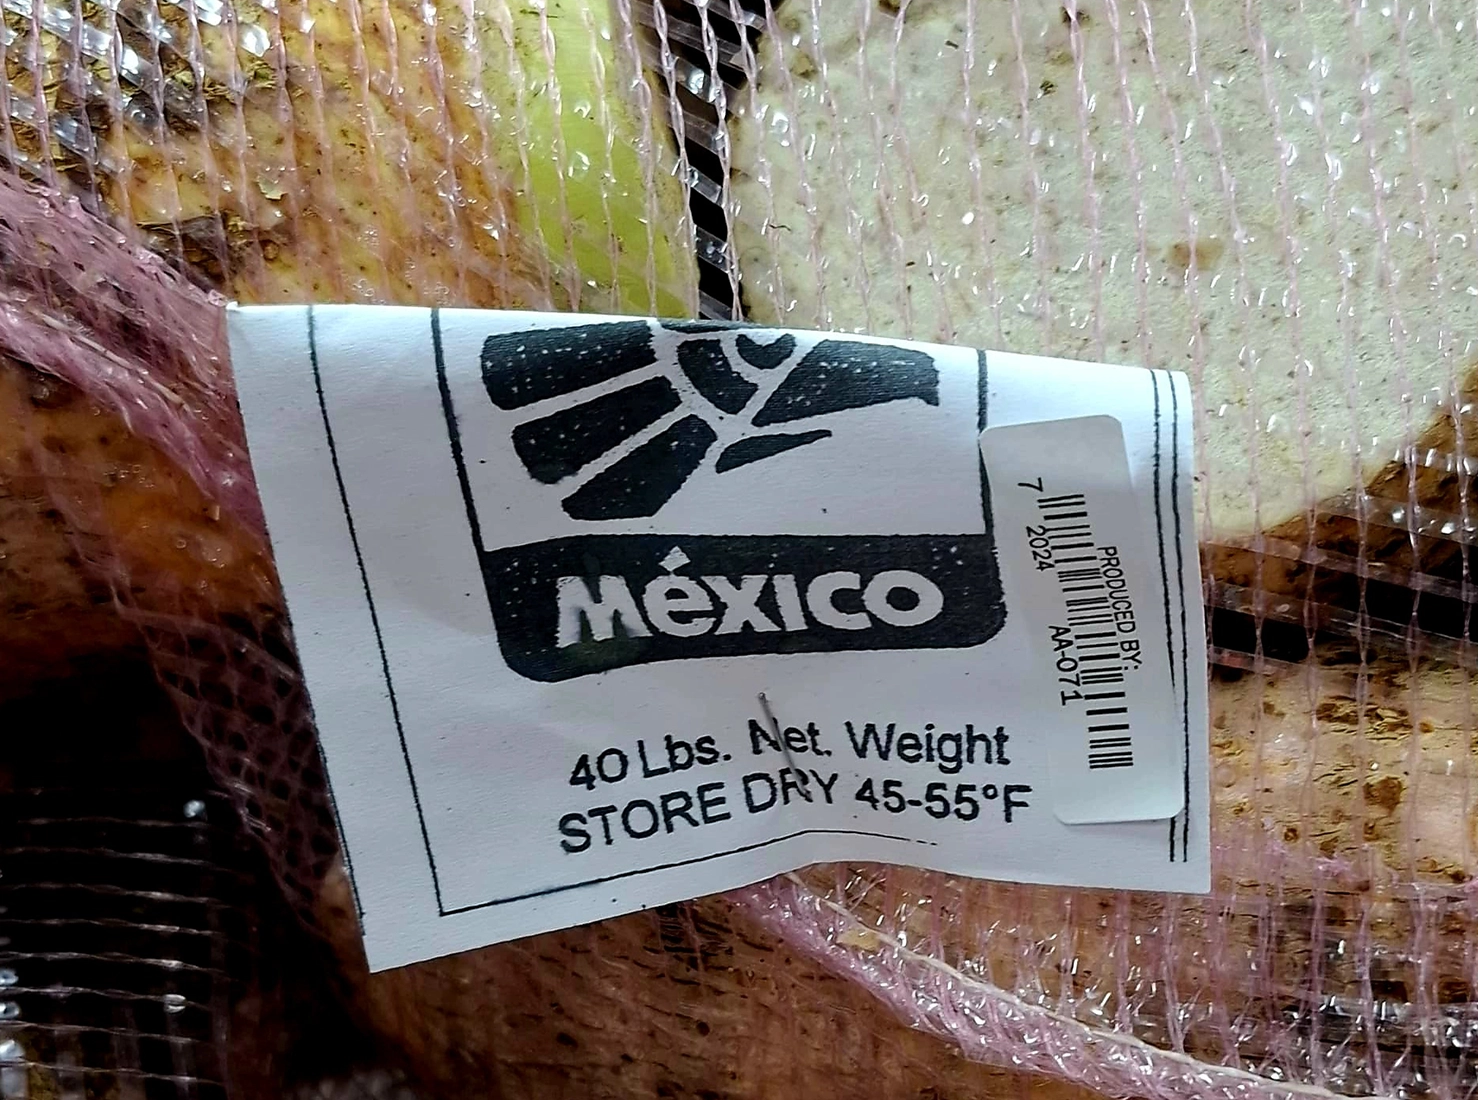 MéXICO
40 Lbs. Net. Weight
STORE DRY 45-55°F
PRODUCED BY:
7 2024 AA-071